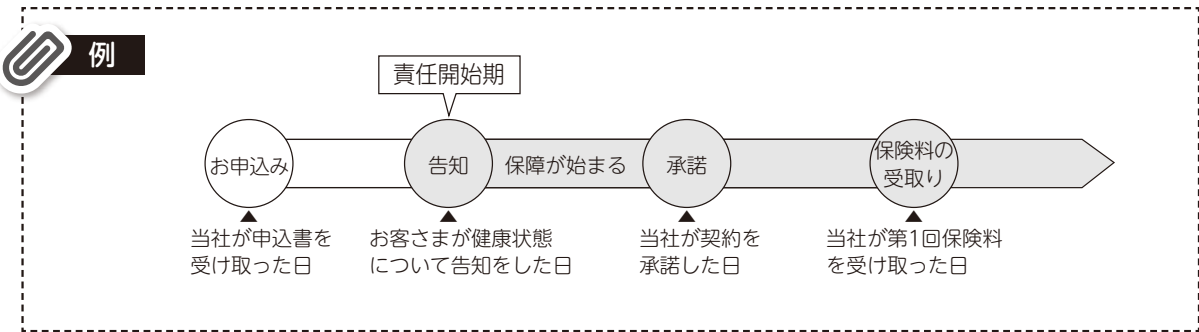 例
責任開始期
お申込み
告知
保障が始まる
承諾
保険料の
受取り
当社が申込書を
受け取った日
お客さまが健康状態
について告知をした日
当社が契約を
承諾した日
当社が第1回保険料
を受け取った日